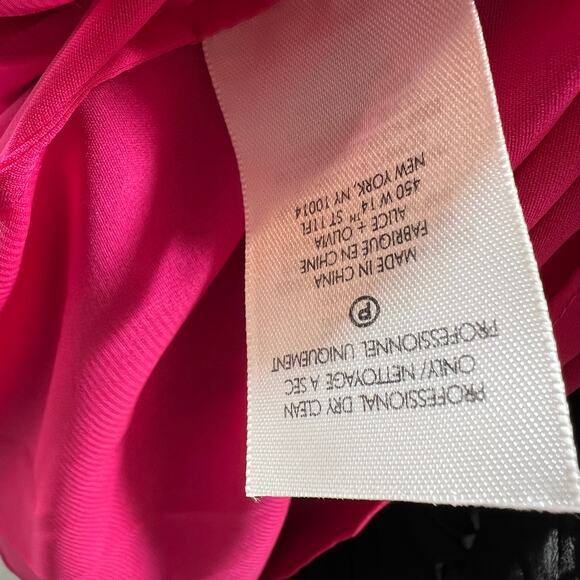 PROFESSIONAL DRY CLEAN
ONLY/ NETTOYAGE A SEC
PROFESSIONNEL UNIQUEMENT
P
MADE IN CHINA
FABRIQUÉ EN CHINE
ALICE + OLIVIA
450 W 14TH ST 11FL
NEW YORK, NY 10014